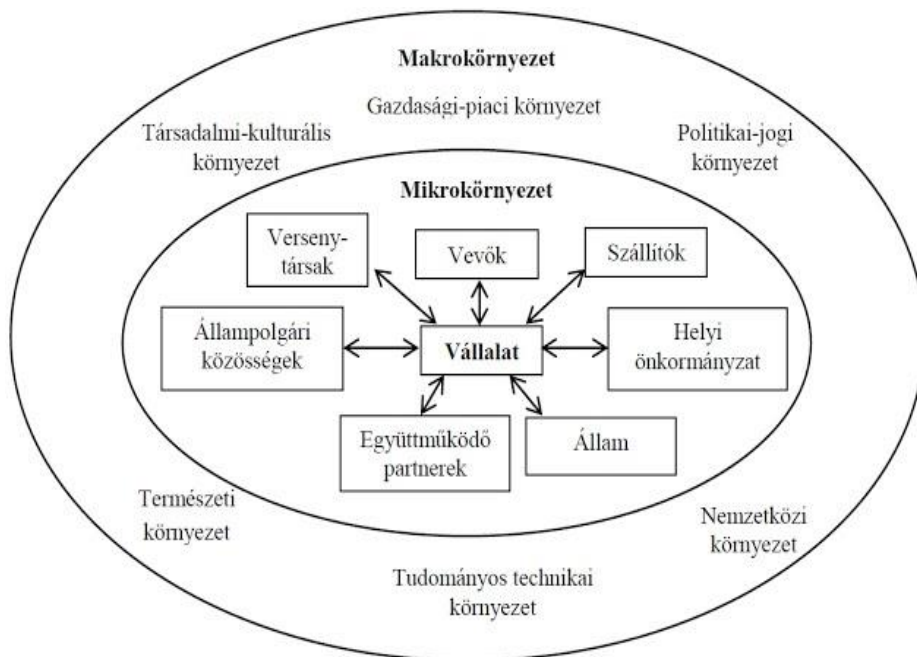 Makrokörnyezet
Gazdasági-piaci környezet
Társadalmi-kulturális
környezet
Politikai-jogi
környezet
Mikrokörnyezet
Verseny-
társak
Vevők
Szállítók
Állampolgári
közösségek
Vállalat
Helyi
önkormányzat
Együttműködő
partnerek
Állam
Természeti
környezet
Nemzetközi
környezet
Tudományos technikai
környezet